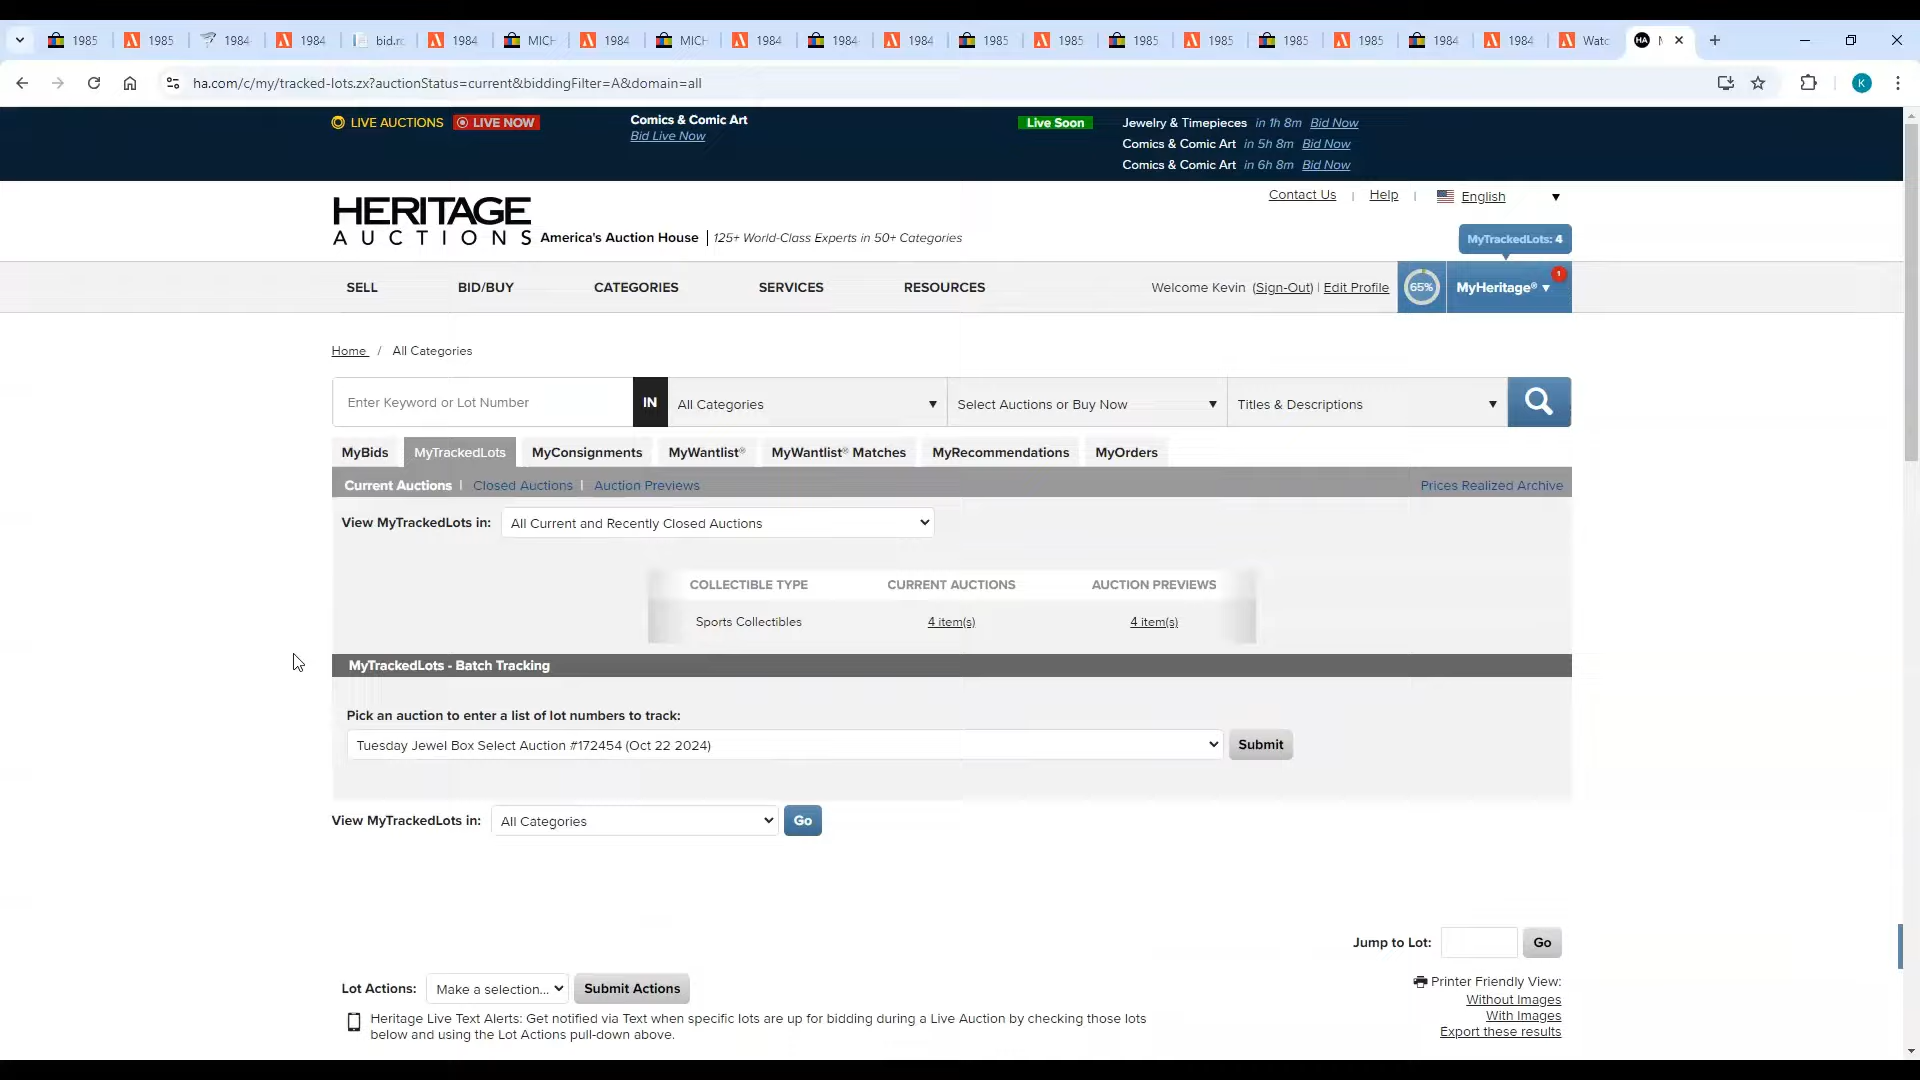 1985 1985 1984 1984 bid.r 1984 MICH 1984 MICH 1984 1984 1984 1985 1985 1985 1985 1985 1985 1984 1984 Watc
ha.com/c/my/tracked-lots.zx?auctionStatus=current&biddingFilter=A&domain=all
K
LIVE AUCTIONS LIVE NOW
Comics & Comic Art
Bid Live Now
Live Soon
Jewelry & Timepieces in 1h 8m Bid Now
Comics & Comic Art in 5h 8m Bid Now
Comics & Comic Art in 6h 8m Bid Now
Contact Us | Help | English
HERITAGE
AUCTIONS America's Auction House | 125+ World-Class Experts in 50+ Categories
MyTrackedLots: 4
SELL BID/BUY CATEGORIES SERVICES RESOURCES Welcome Kevin (Sign-Out) | Edit Profile 65% MyHeritage® 1
Home / All Categories
Enter Keyword or Lot Number IN All Categories Select Auctions or Buy Now Titles & Descriptions
MyBids MyTrackedLots MyConsignments MyWantlist® MyWantlist® Matches MyRecommendations MyOrders
Current Auctions | Closed Auctions | Auction Previews Prices Realized Archive
View MyTrackedLots in: All Current and Recently Closed Auctions
COLLECTIBLE TYPE CURRENT AUCTIONS AUCTION PREVIEWS
Sports Collectibles 4 item(s) 4 item(s)
MyTrackedLots - Batch Tracking
Pick an auction to enter a list of lot numbers to track:
Tuesday Jewel Box Select Auction #172454 (Oct 22 2024) Submit
View MyTrackedLots in: All Categories Go
Jump to Lot: Go
Lot Actions: Make a selection... Submit Actions
Printer Friendly View:
Without Images
With Images
Export these results
Heritage Live Text Alerts: Get notified via Text when specific lots are up for bidding during a Live Auction by checking those lots
below and using the Lot Actions pull-down above.